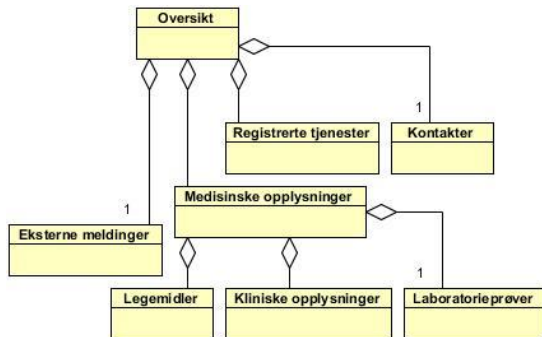 Oversikt
1
Registrerte tjenester
Kontakter
Medisinske opplysninger
1
Eksterne meldinger
1
Legemidler
Kliniske opplysninger
Laboratorieprøver